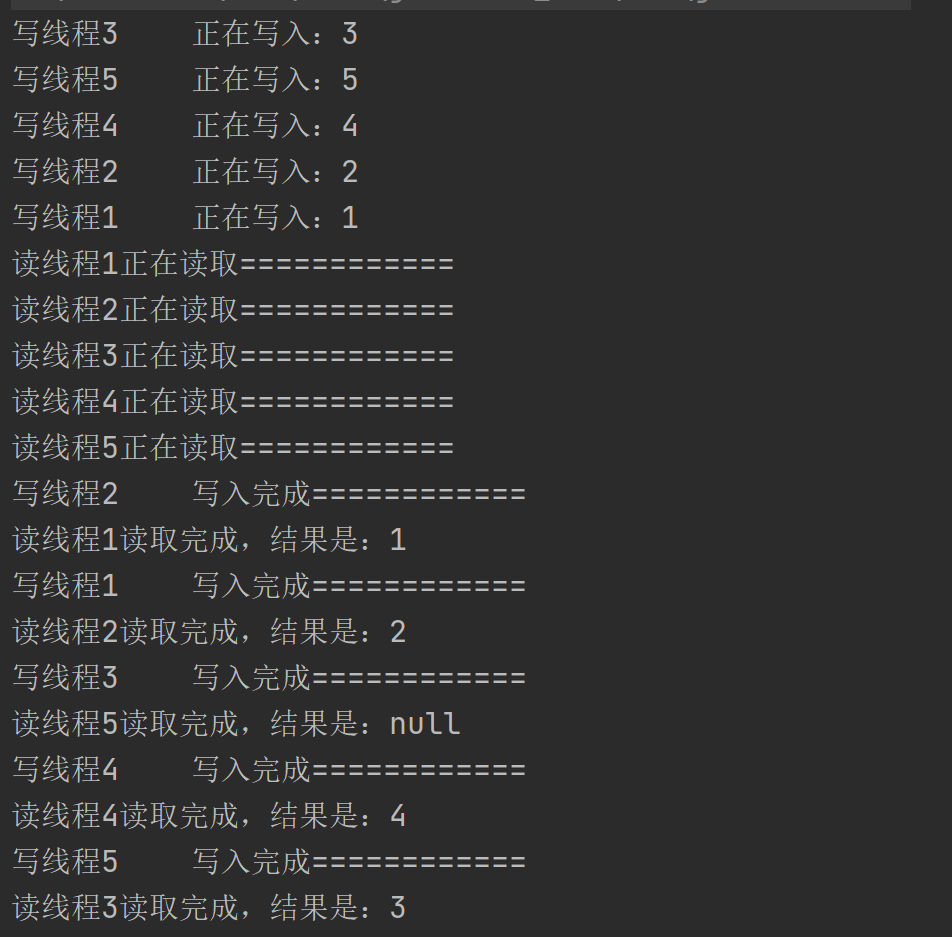 写线程3	正在写入：3
写线程5	正在写入：5
写线程4	正在写入：4
写线程2	正在写入：2
写线程1	正在写入：1
读线程1正在读取============
读线程2正在读取============
读线程3正在读取============
读线程4正在读取============
读线程5正在读取============
写线程2	写入完成============
读线程1读取完成，结果是：1
写线程1	写入完成============
读线程2读取完成，结果是：2
写线程3	写入完成============
读线程5读取完成，结果是：null
写线程4	写入完成============
读线程4读取完成，结果是：4
写线程5	写入完成============
读线程3读取完成，结果是：3